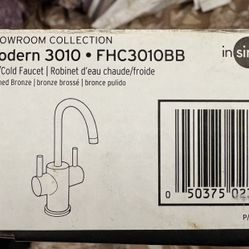 HOWROOM COLLECTION
odern 3010 • FHC3010BB
/Cold Faucet | Robinet d'eau chaude/froide
hed Bronze | bronze brossé | bronce pulido
in sin
0 50375 02
P/